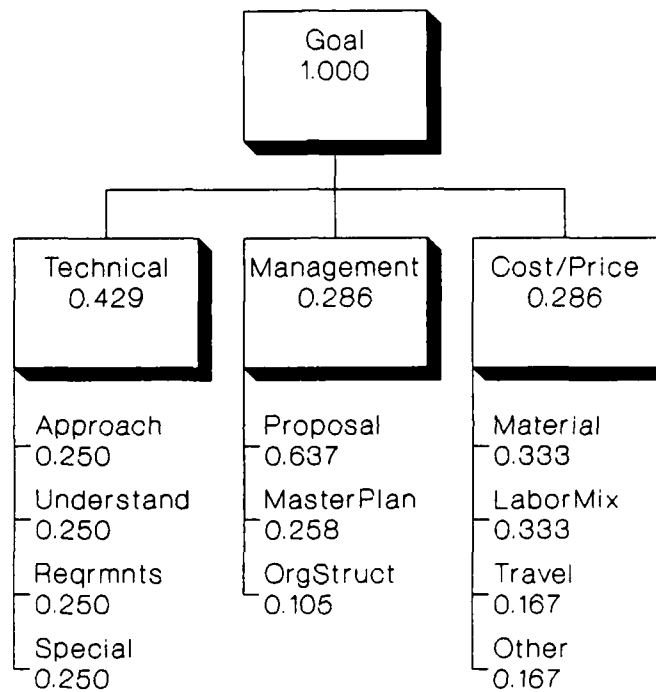 Goal
1.000
Technical
0.429
Management
0.286
Cost/Price
0.286
Approach
0.250
Understand
0.250
Reqrmnts
0.250
Special
0.250
Proposal
0.637
MasterPlan
0.258
OrgStruct
0.105
Material
0.333
LaborMix
0.333
Travel
0.167
Other
0.167